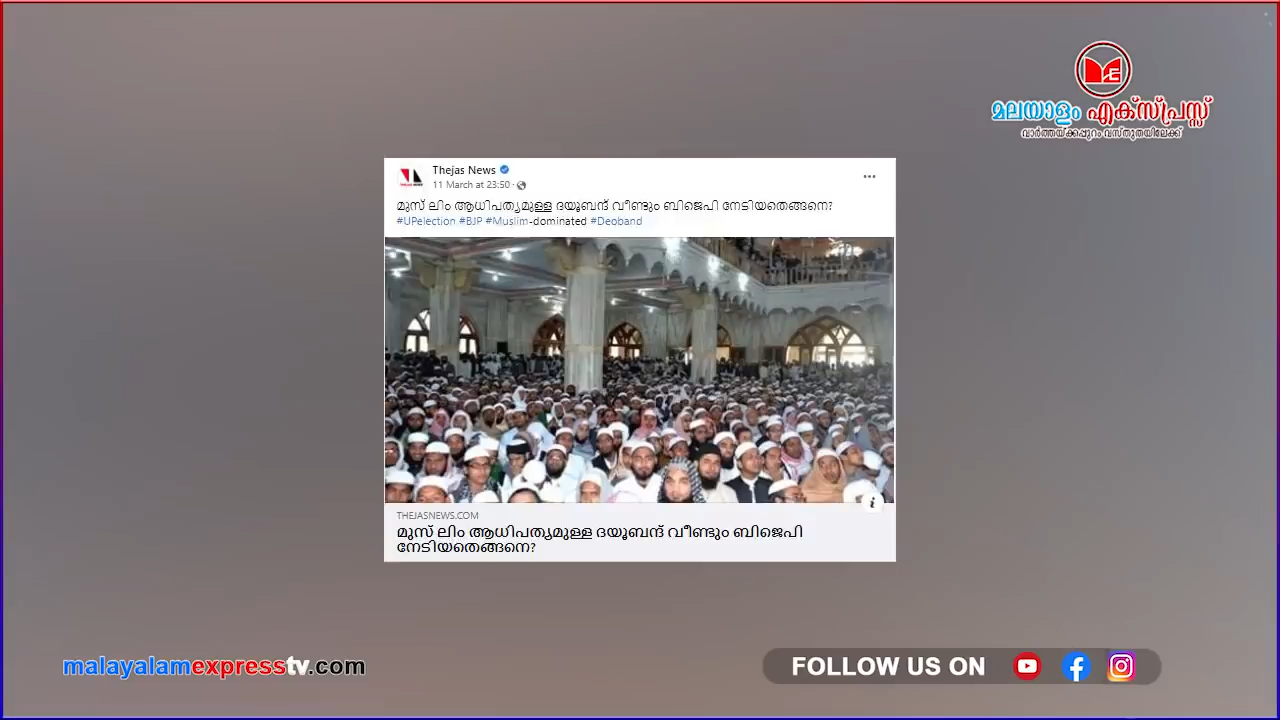 മലയാളം എക്സ്പ്രസ്സ്
വാർത്തയ്ക്കപ്പുറം വസ്തുതയിലേക്ക്
Thejas News
11 March at 23:50 ·
മുസ് ലിം ആധിപത്യമുള്ള ദയൂബന്ദ് വീണ്ടും ബിജെപി നേടിയതെങ്ങനെ?
#UPelection #BJP #Muslim-dominated #Deoband
THEJASNEWS.COM
മുസ് ലിം ആധിപത്യമുള്ള ദയൂബന്ദ് വീണ്ടും ബിജെപി
നേടിയതെങ്ങനെ?
malayalamexpresstv.com
FOLLOW US ON